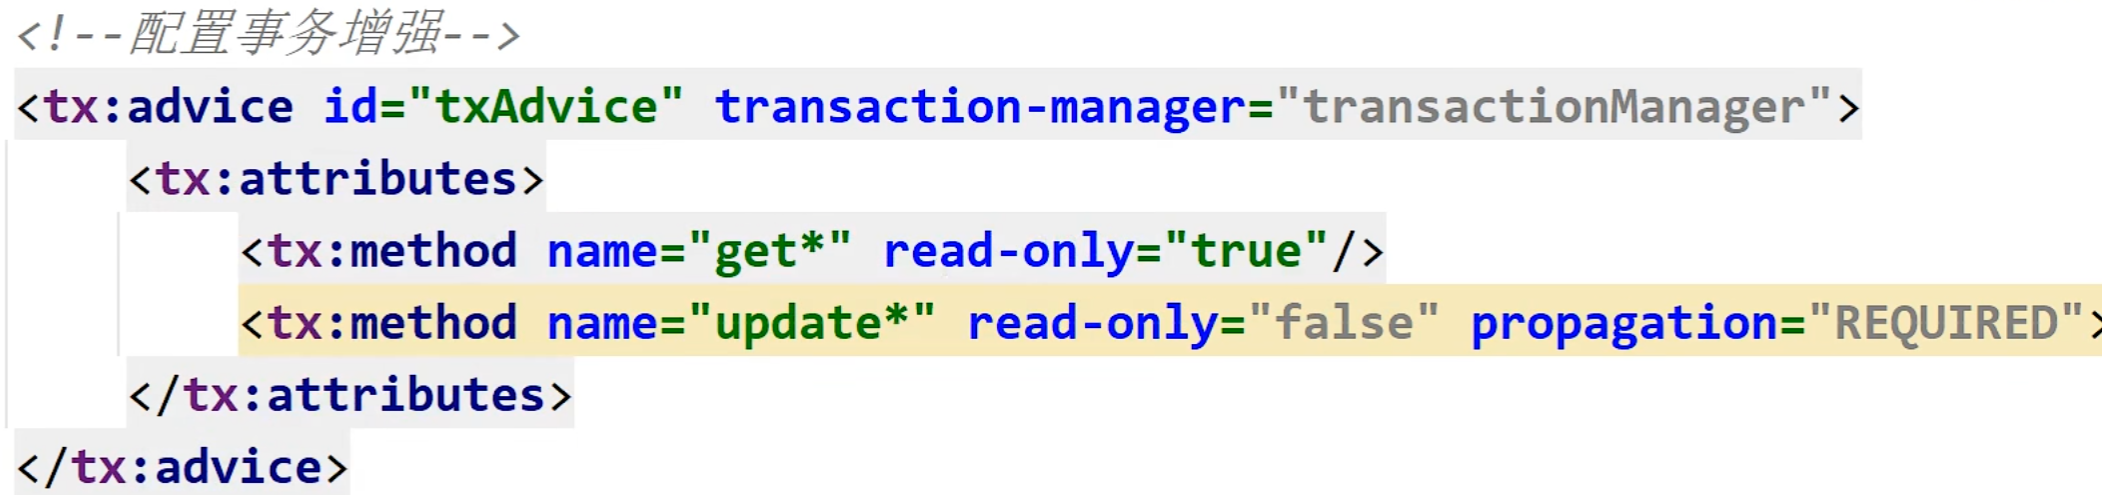 <!--配置事务增强-->
<tx:advice id="txAdvice" transaction-manager="transactionManager">
<tx:attributes>
<tx:method name="get*" read-only="true"/>
<tx:method name="update*" read-only="false" propagation="REQUIRED">
</tx:attributes>
</tx:advice>